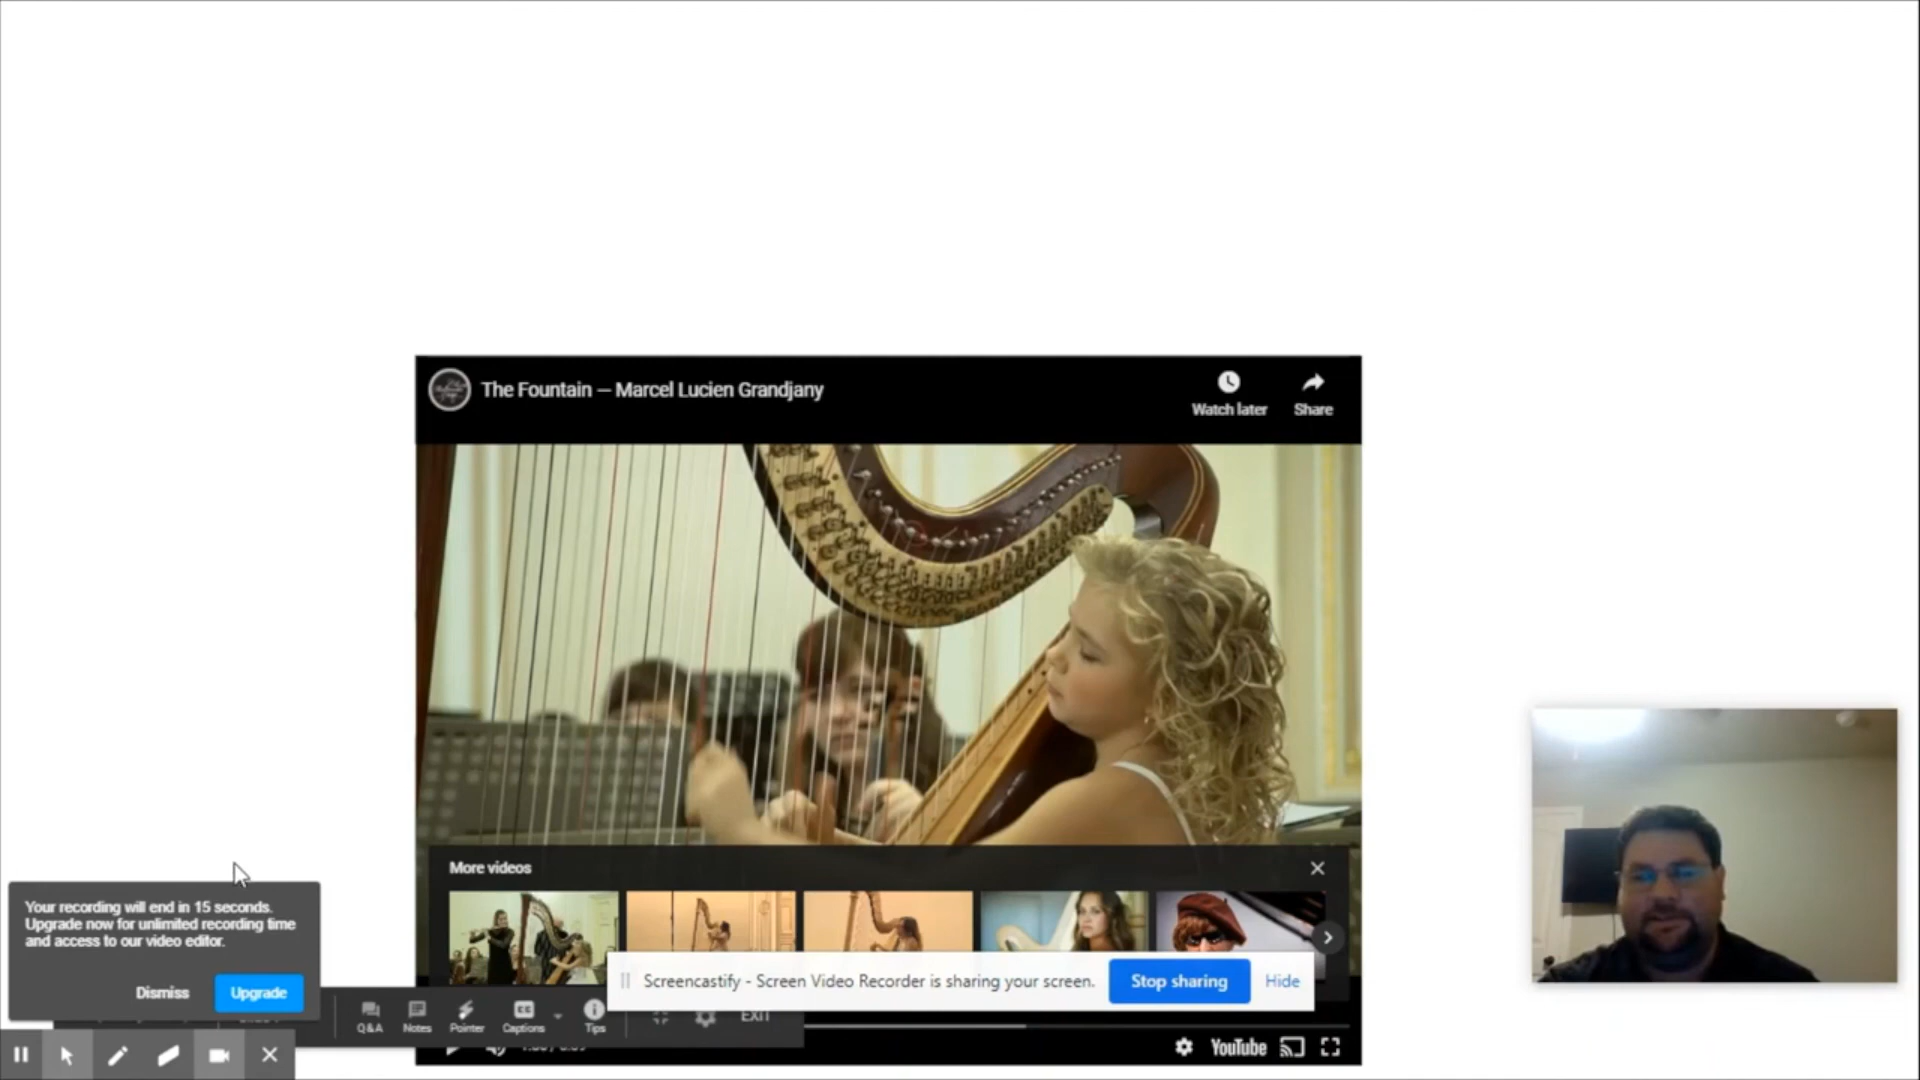 The Fountain — Marcel Lucien Grandjany
Watch later
Share
More videos
Your recording will end in 15 seconds.
Upgrade now for unlimited recording time
and access to our video editor.
Dismiss
Upgrade
Screencastify - Screen Video Recorder is sharing your screen.
Stop sharing
Hide
Q&A
Notes
Pointer
Captions
Tips
EXIT
YouTube